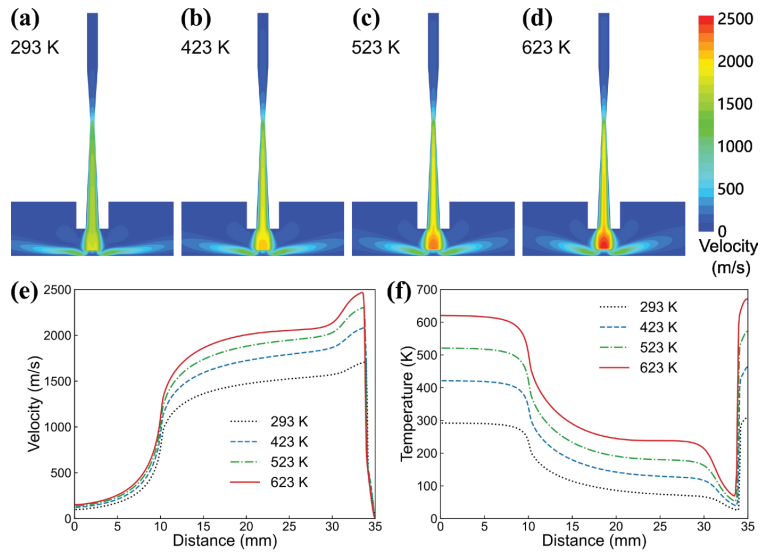 (a) (b) (c) (d)
293 K 423 K 523 K 623 K
2500
2000
1500
1000
500
0
Velocity
(m/s)
(e)
2500
2000
1500
1000
500
0
Velocity (m/s)
293 K
423 K
523 K
623 K
0 5 10 15 20 25 30 35
Distance (mm)
(f)
700
600
500
400
300
200
100
0
Temperature (K)
293 K
423 K
523 K
623 K
0 5 10 15 20 25 30 35
Distance (mm)